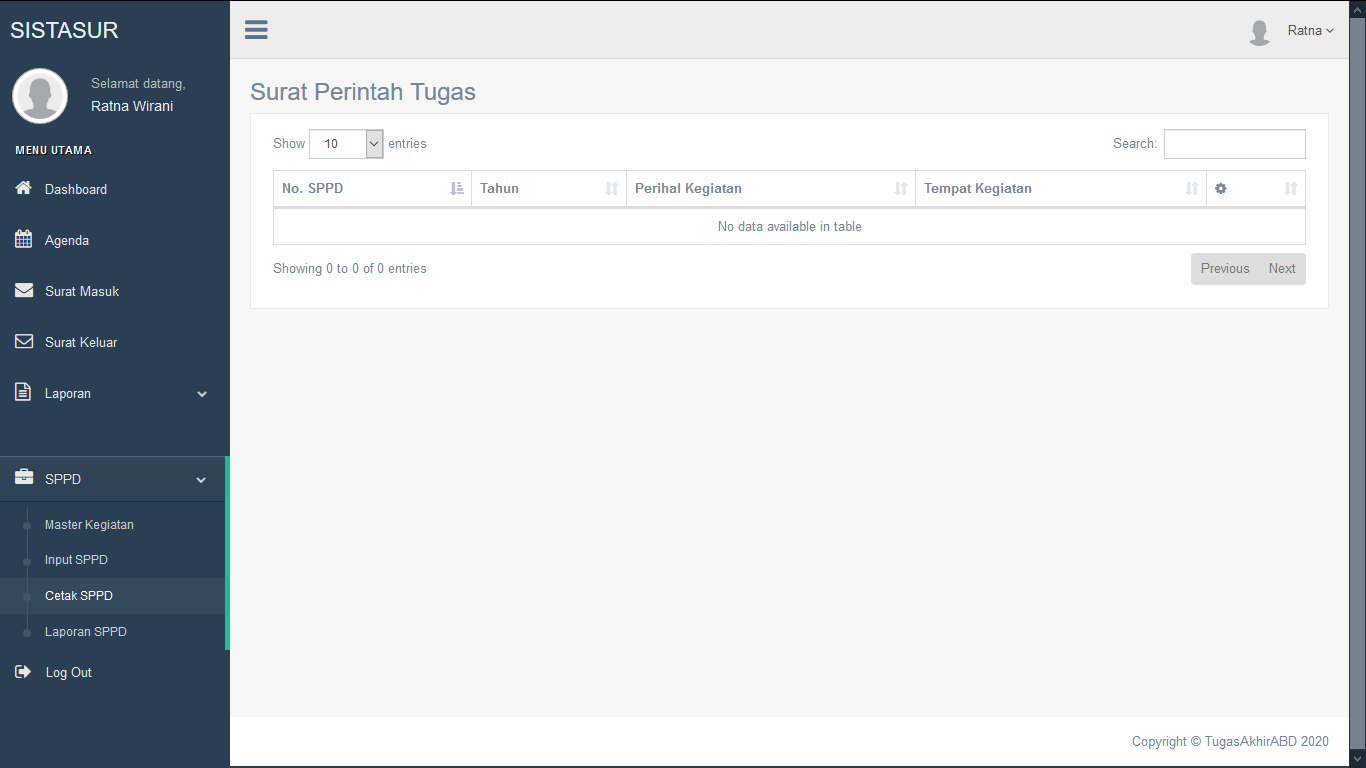 SISTASUR
Ratna
Selamat datang,
Ratna Wirani
MENU UTAMA
Dashboard
Agenda
Surat Masuk
Surat Keluar
Laporan
SPPD
Master Kegiatan
Input SPPD
Cetak SPPD
Laporan SPPD
Log Out
Surat Perintah Tugas
Show 10 entries Search:
No. SPPD Tahun Perihal Kegiatan Tempat Kegiatan
No data available in table
Showing 0 to 0 of 0 entries Previous Next
Copyright © TugasAkhirABD 2020